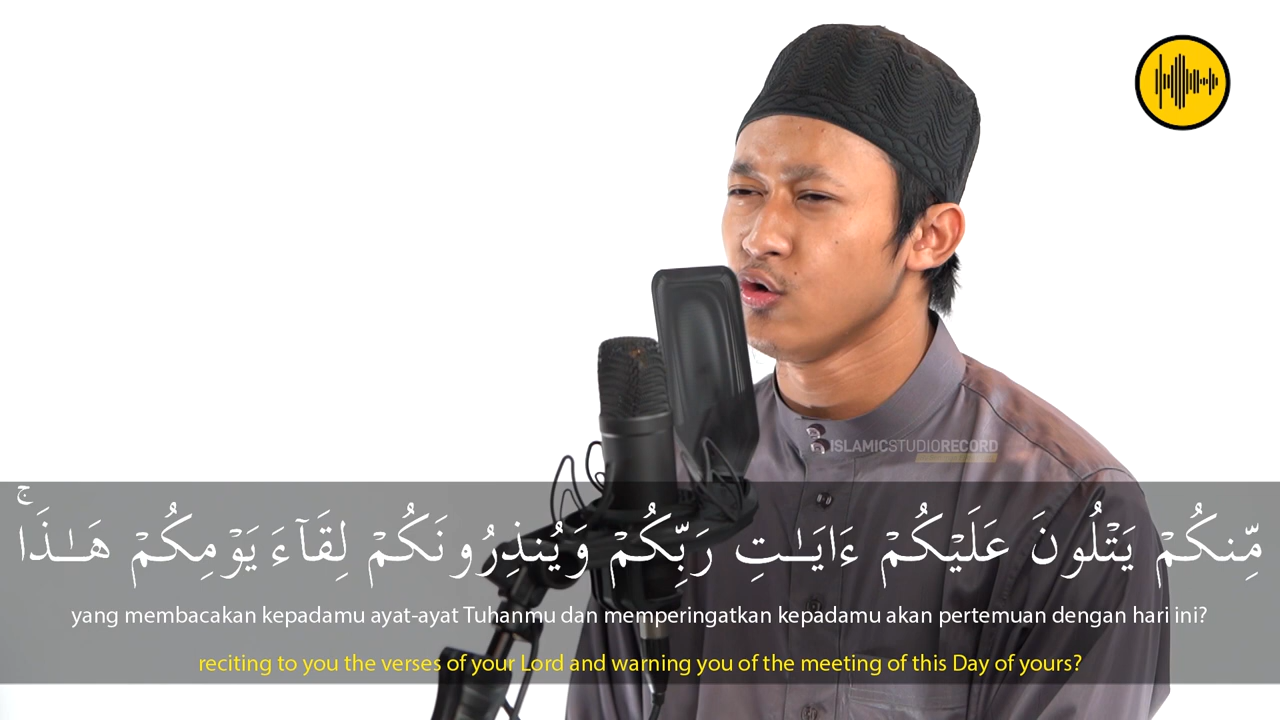 ISLAMICSTUDIORECORD
مِّنكُمْ يَتْلُونَ عَلَيْكُمْ ءَايَـٰتِ رَبِّكُمْ وَيُنذِرُونَكُمْ لِقَآءَ يَوْمِكُمْ هَـٰذَا ۚ
yang membacakan kepadamu ayat-ayat Tuhanmu dan memperingatkan kepadamu akan pertemuan dengan hari ini?
reciting to you the verses of your Lord and warning you of the meeting of this Day of yours?